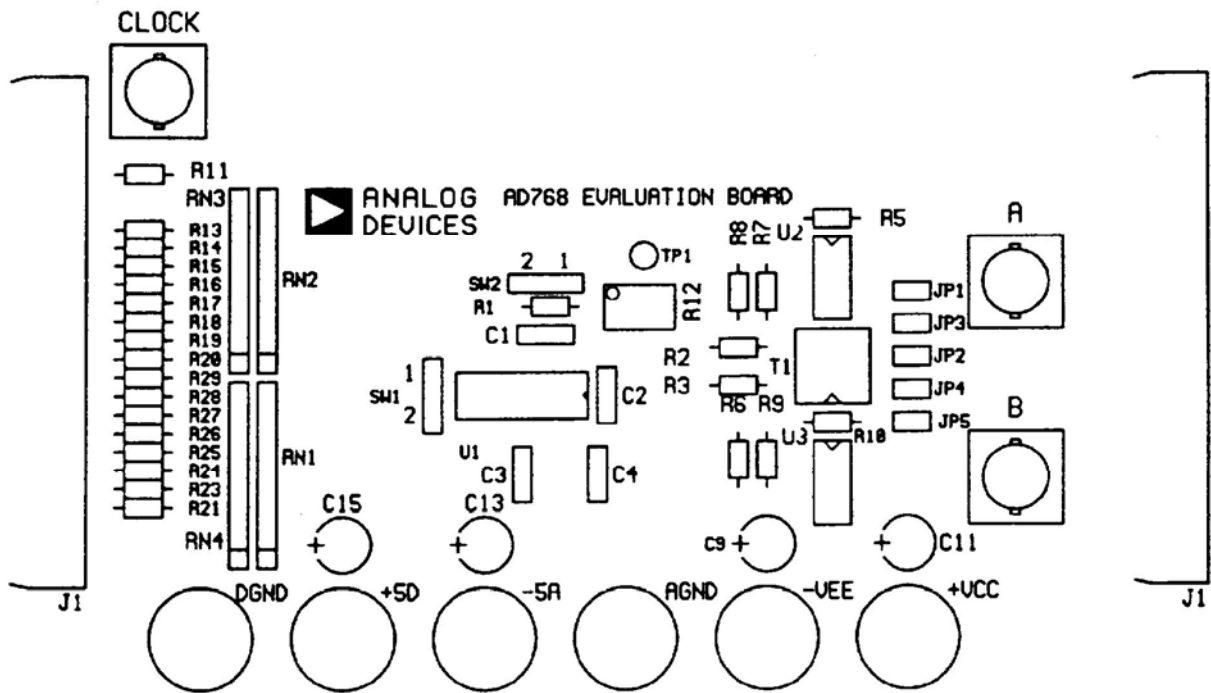 CLOCK
R11
RN3
ANALOG DEVICES
AD768 EVALUATION BOARD
R13
R14
R15
R16
R17
R18
R19
R20
R29
R28
R27
R26
R25
R24
R23
R21
RN2
RN1
RN4
2 1
SW2
R1
C1
TP1
R12
R8
R7
U2
R5
A
JP1
JP3
JP2
JP4
JP5
R2
R3
T1
1
SW1
2
C2
R6
R9
U3
R10
B
U1
C3
C4
C15
C13
C9
C11
J1
DGND
+5D
-5A
AGND
-VEE
+VCC
J1